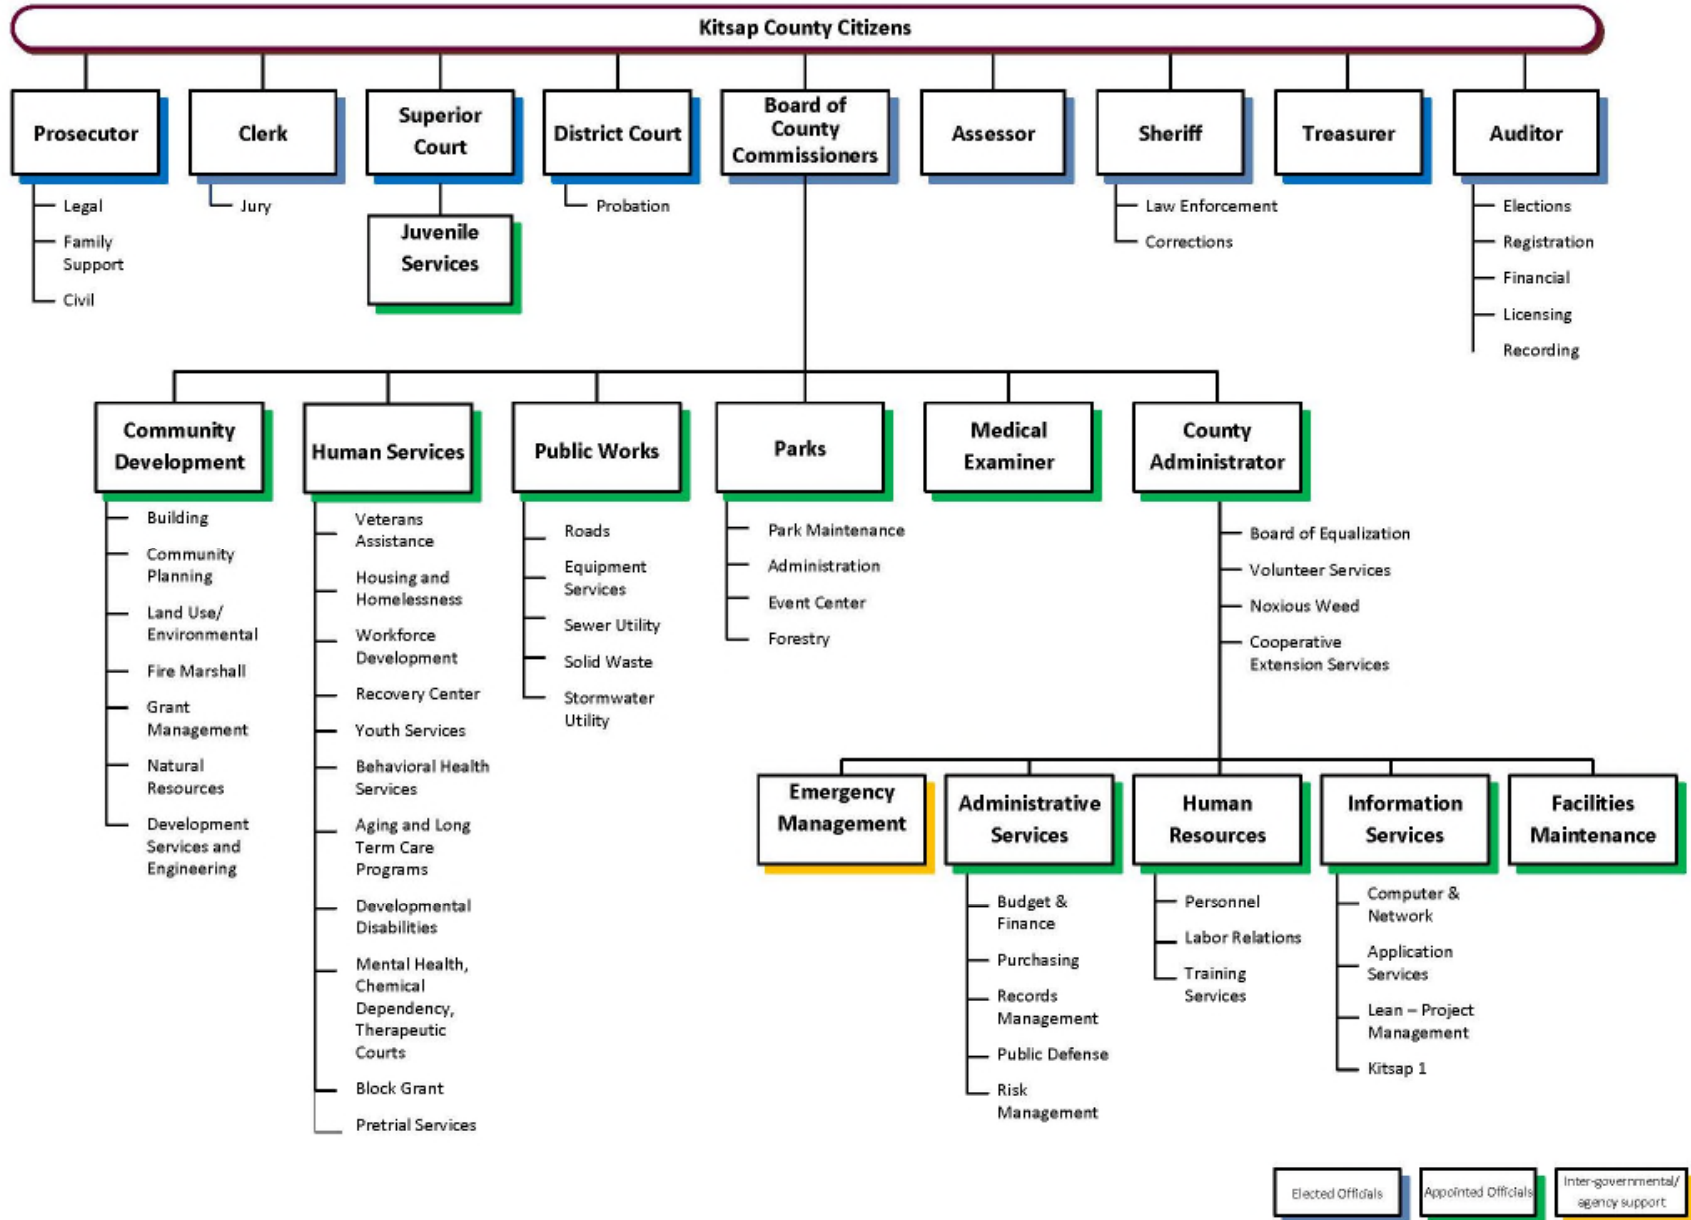 Kitsap County Citizens
Prosecutor
Legal
Family
Support
Civil
Clerk
Jury
Superior
Court
Juvenile
Services
District Court
Probation
Board of
County
Commissioners
Assessor
Sheriff
Law Enforcement
Corrections
Treasurer
Auditor
Elections
Registration
Financial
Licensing
Recording
Community
Development
Building
Community
Planning
Land Use/
Environmental
Fire Marshall
Grant
Management
Natural
Resources
Development
Services and
Engineering
Human Services
Veterans
Assistance
Housing and
Homelessness
Workforce
Development
Recovery Center
Youth Services
Behavioral Health
Services
Aging and Long
Term Care
Programs
Developmental
Disabilities
Mental Health,
Chemical
Dependency,
Therapeutic
Courts
Block Grant
Pretrial Services
Public Works
Roads
Equipment
Services
Sewer Utility
Solid Waste
Stormwater
Utility
Parks
Park Maintenance
Administration
Event Center
Forestry
Medical
Examiner
County
Administrator
Board of Equalization
Volunteer Services
Noxious Weed
Cooperative
Extension Services
Emergency
Management
Administrative
Services
Budget &
Finance
Purchasing
Records
Management
Public Defense
Risk
Management
Human
Resources
Personnel
Labor Relations
Training
Services
Information
Services
Computer &
Network
Application
Services
Lean – Project
Management
Kitsap 1
Facilities
Maintenance
Elected Officials
Appointed Officials
Inter-governmental/
agency support